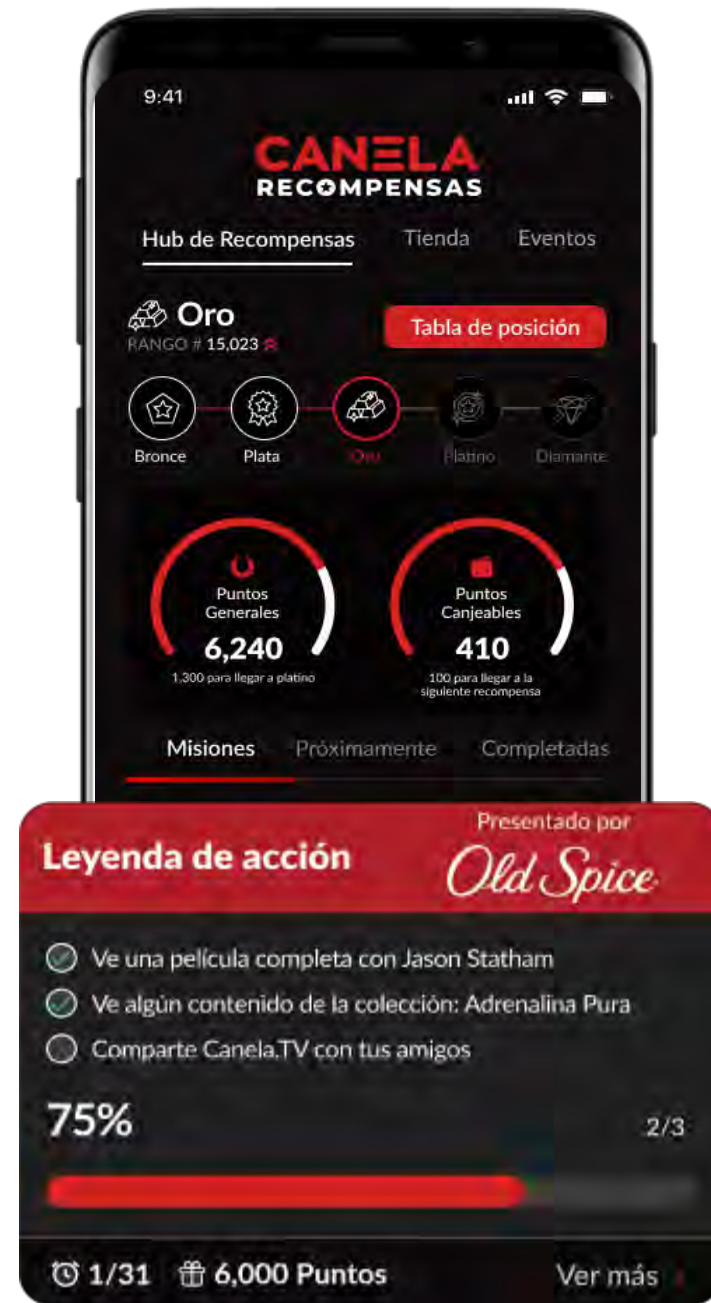 9:41
CANELA
RECOMPENSAS
Hub de Recompensas Tienda Eventos
Oro
RANGO # 15,023
Tabla de posición
Bronce Plata Oro Platino Diamante
Puntos
Generales
6,240
1,300 para llegar a platino
Puntos
Canjeables
410
100 para llegar a la
siguiente recompensa
Misiones Próximamente Completadas
Leyenda de acción
Presentado por
Old Spice
Ve una película completa con Jason Statham
Ve algún contenido de la colección: Adrenalina Pura
Comparte Canela.TV con tus amigos
75% 2/3
1/31 6,000 Puntos Ver más